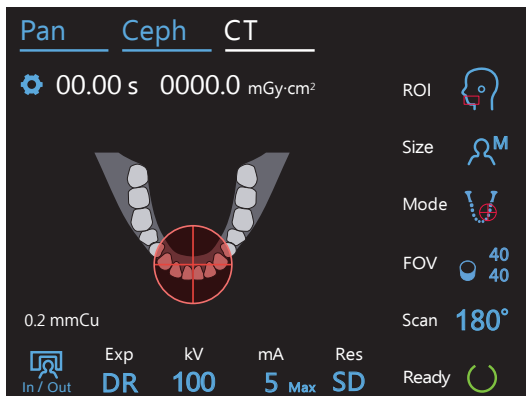 Pan Ceph CT
00.00 s 0000.0 mGy·cm²
ROI
Size M
Mode
FOV 40
40
0.2 mmCu
Scan 180°
Exp kV mA Res
In / Out DR 100 5 Max SD
Ready